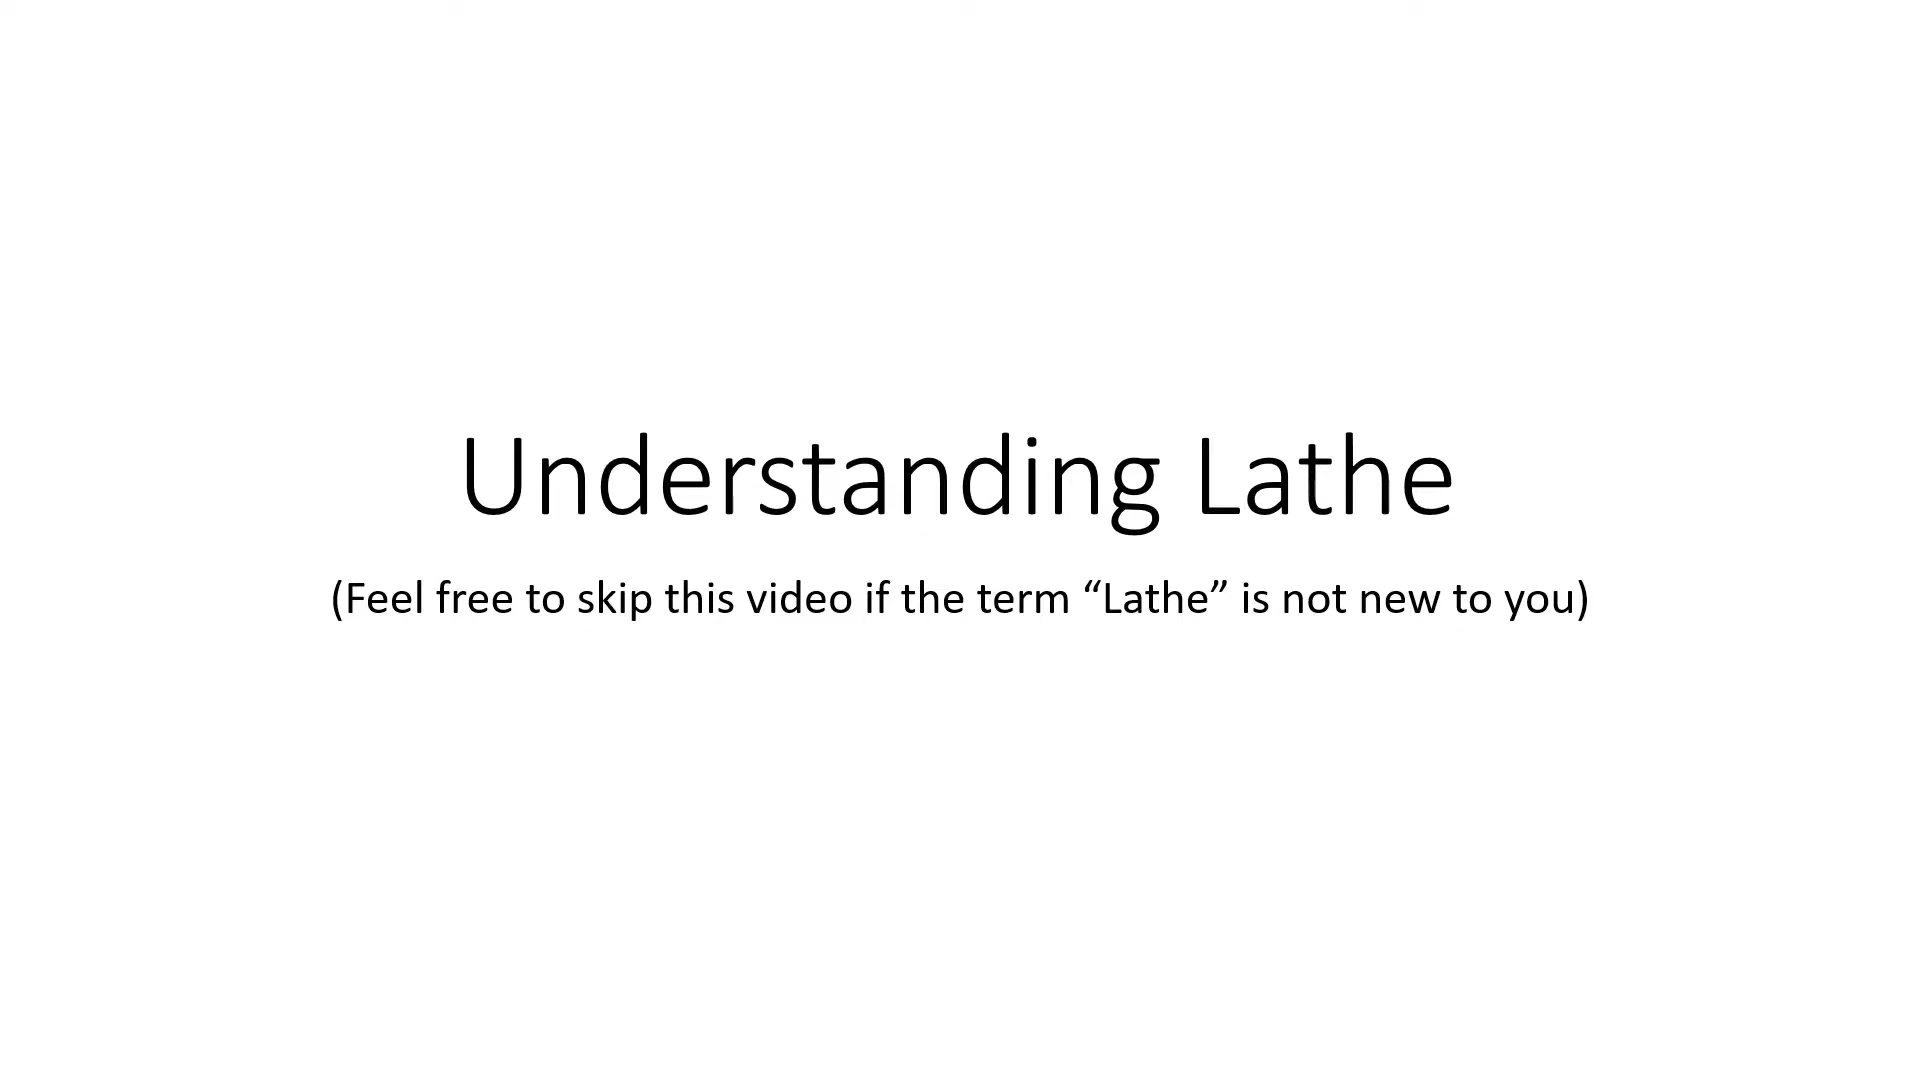 Understanding Lathe
(Feel free to skip this video if the term “Lathe” is not new to you)